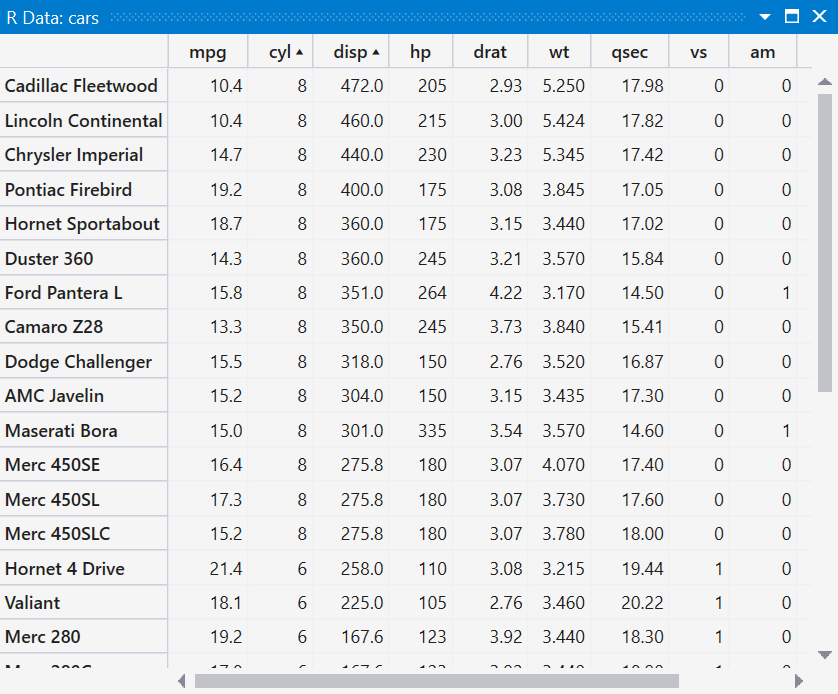 R Data: cars
mpg cyl disp hp drat wt qsec vs am
Cadillac Fleetwood 10.4 8 472.0 205 2.93 5.250 17.98 0 0
Lincoln Continental 10.4 8 460.0 215 3.00 5.424 17.82 0 0
Chrysler Imperial 14.7 8 440.0 230 3.23 5.345 17.42 0 0
Pontiac Firebird 19.2 8 400.0 175 3.08 3.845 17.05 0 0
Hornet Sportabout 18.7 8 360.0 175 3.15 3.440 17.02 0 0
Duster 360 14.3 8 360.0 245 3.21 3.570 15.84 0 0
Ford Pantera L 15.8 8 351.0 264 4.22 3.170 14.50 0 1
Camaro Z28 13.3 8 350.0 245 3.73 3.840 15.41 0 0
Dodge Challenger 15.5 8 318.0 150 2.76 3.520 16.87 0 0
AMC Javelin 15.2 8 304.0 150 3.15 3.435 17.30 0 0
Maserati Bora 15.0 8 301.0 335 3.54 3.570 14.60 0 1
Merc 450SE 16.4 8 275.8 180 3.07 4.070 17.40 0 0
Merc 450SL 17.3 8 275.8 180 3.07 3.730 17.60 0 0
Merc 450SLC 15.2 8 275.8 180 3.07 3.780 18.00 0 0
Hornet 4 Drive 21.4 6 258.0 110 3.08 3.215 19.44 1 0
Valiant 18.1 6 225.0 105 2.76 3.460 20.22 1 0
Merc 280 19.2 6 167.6 123 3.92 3.440 18.30 1 0